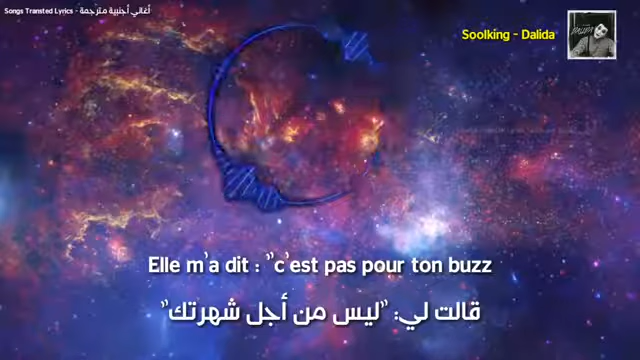 Songs Transted Lyrics - أغاني أجنبية مترجمة
Soolking - Dalida
Elle m'a dit : "c'est pas pour ton buzz
قالت لي: "ليس من أجل شهرتك"